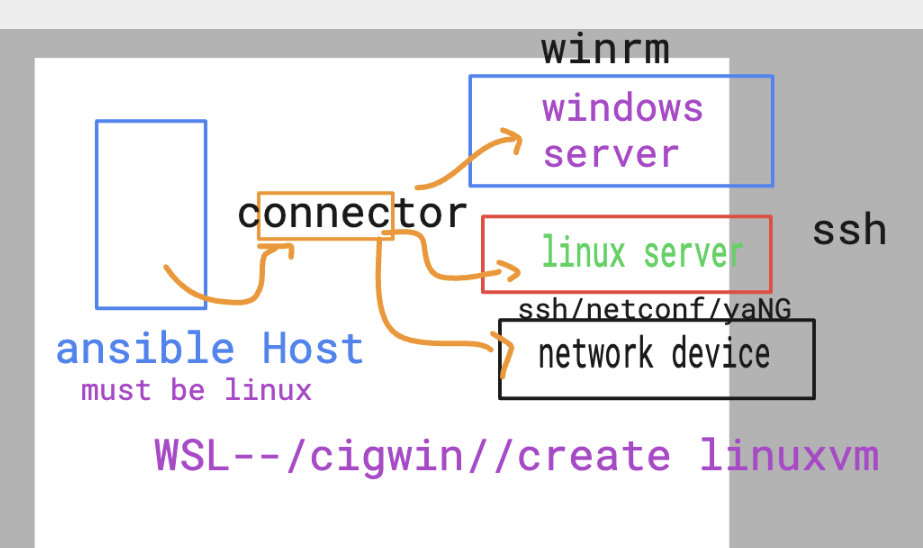 winrm
windows
server
connector
linux server
ssh
ssh/netconf/yaNG
network device
ansible Host
must be linux
WSL--/cigwin//create linuxvm